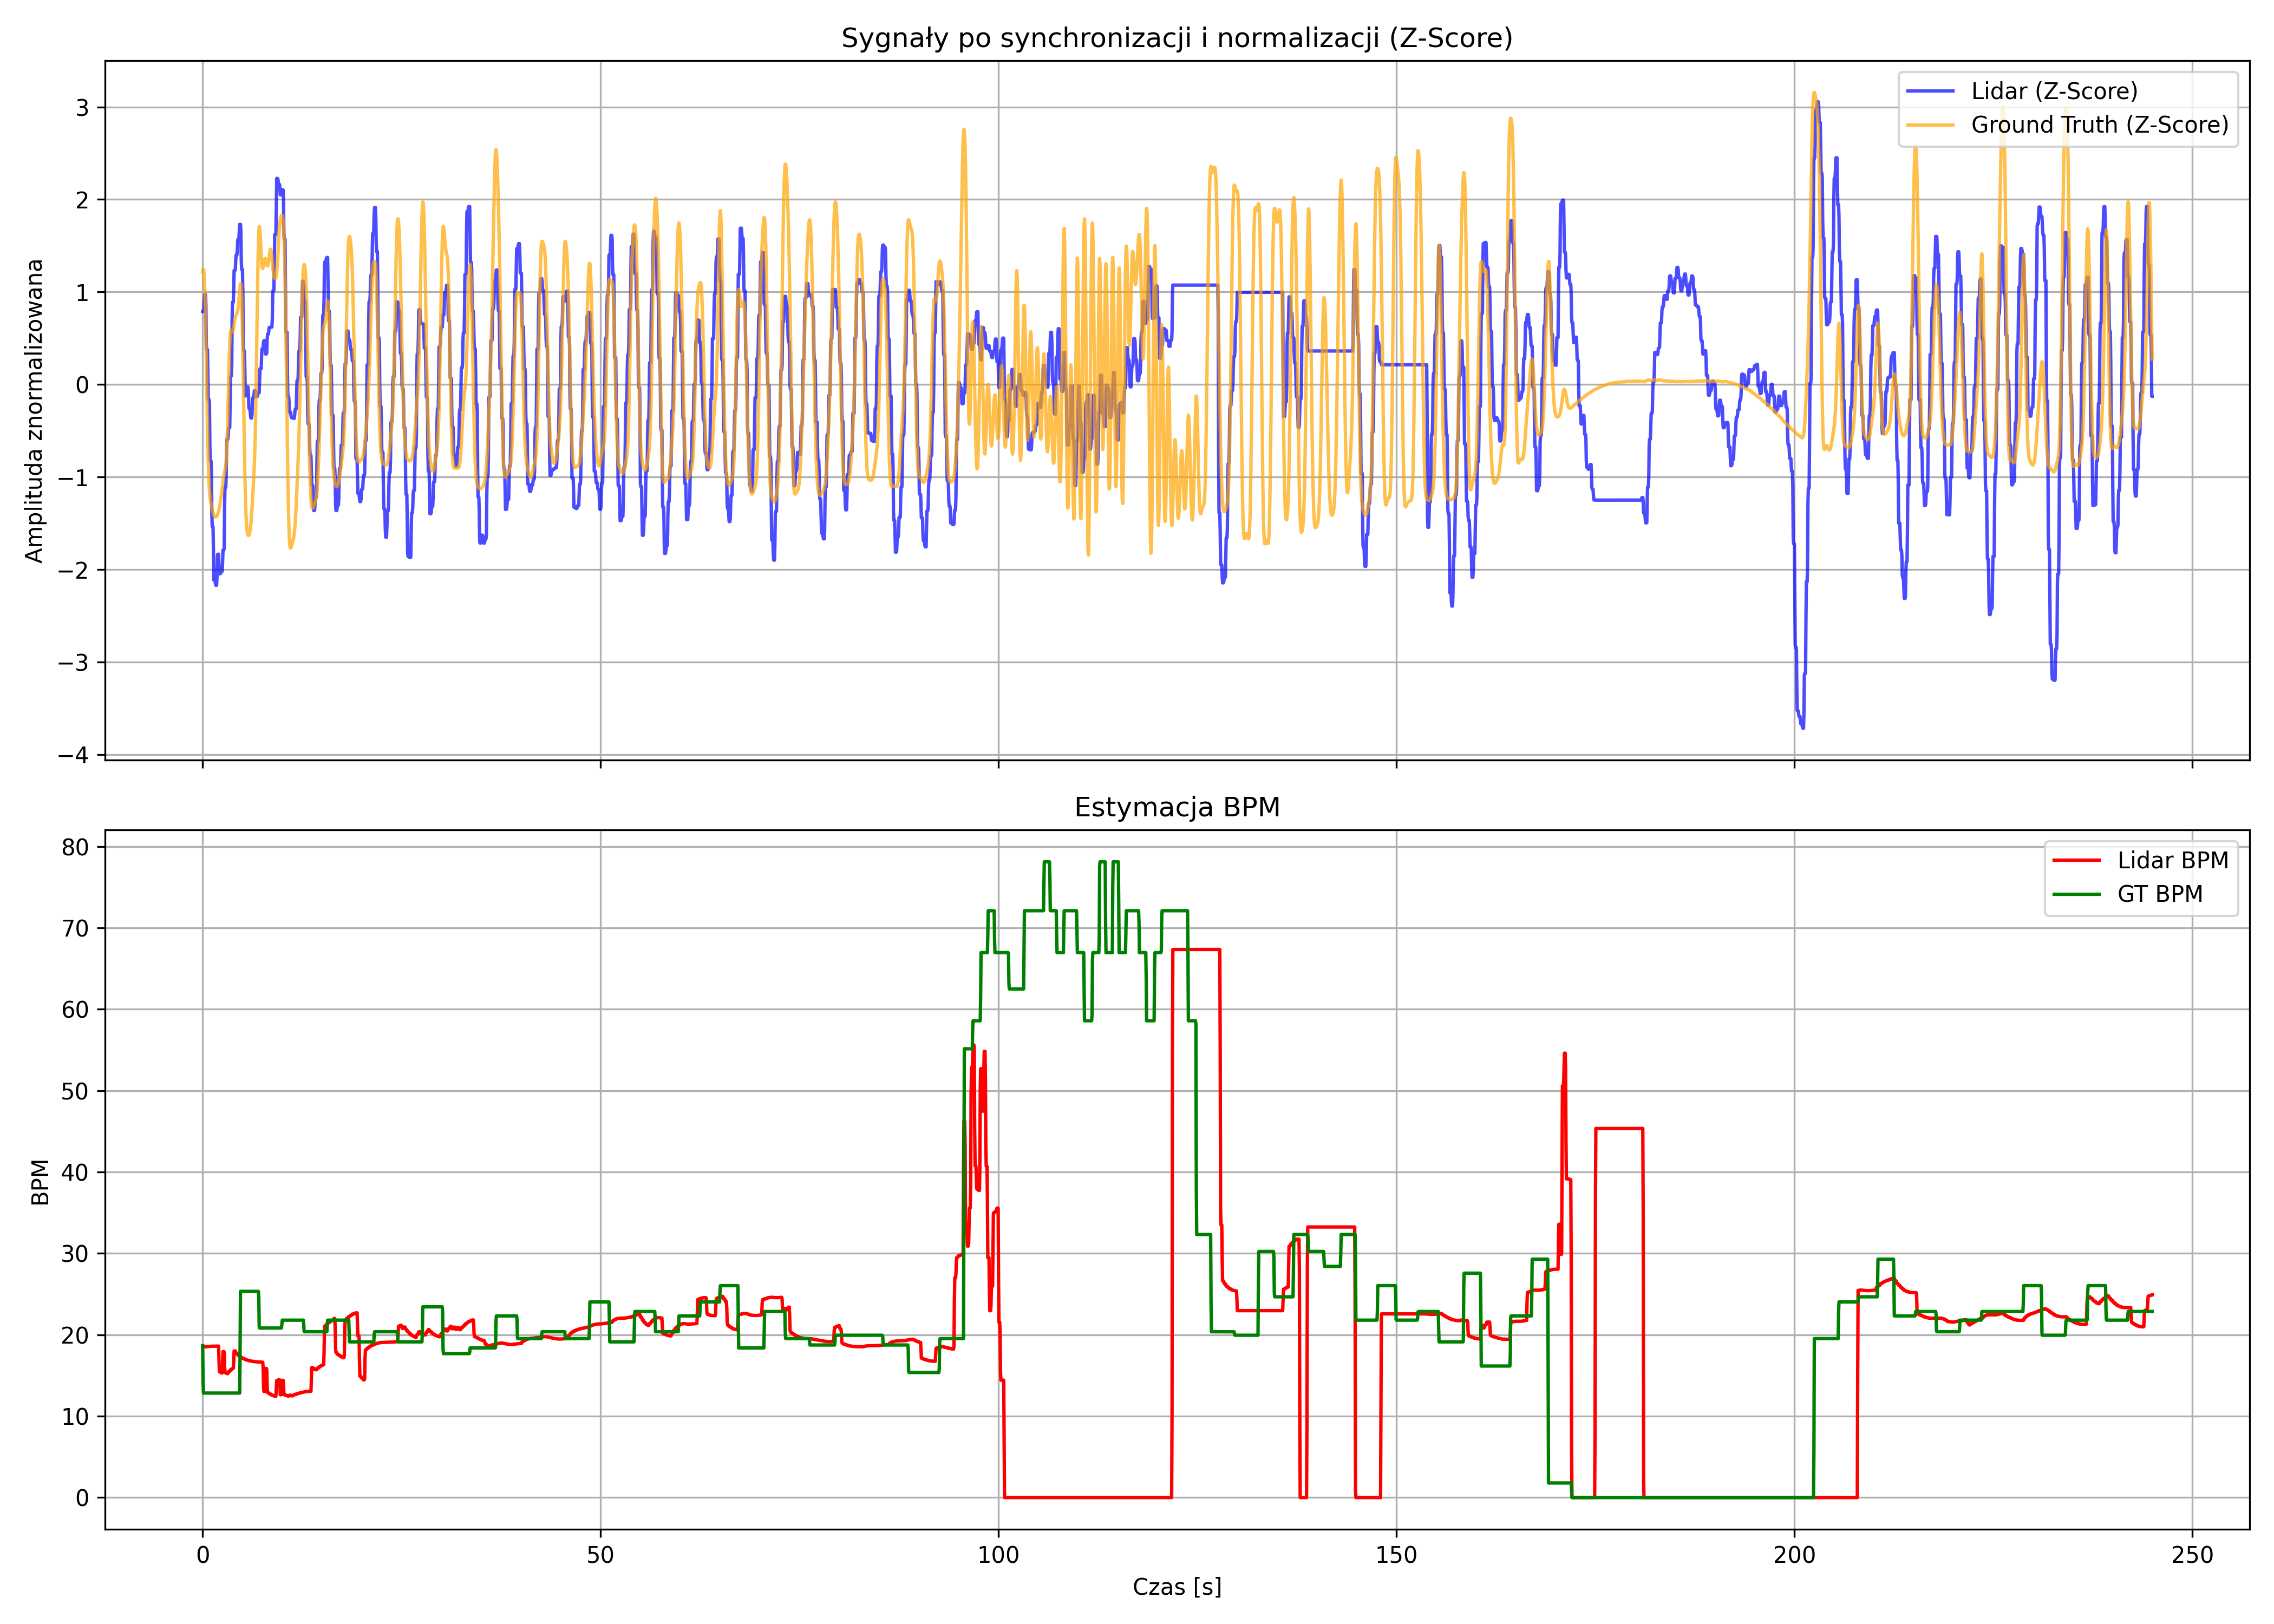 Sygnały po synchronizacji i normalizacji (Z-Score)
Amplituda znormalizowana
3
2
1
0
−1
−2
−3
−4
Lidar (Z-Score)
Ground Truth (Z-Score)
Estymacja BPM
BPM
80
70
60
50
40
30
20
10
0
Lidar BPM
GT BPM
0
50
100
150
200
250
Czas [s]